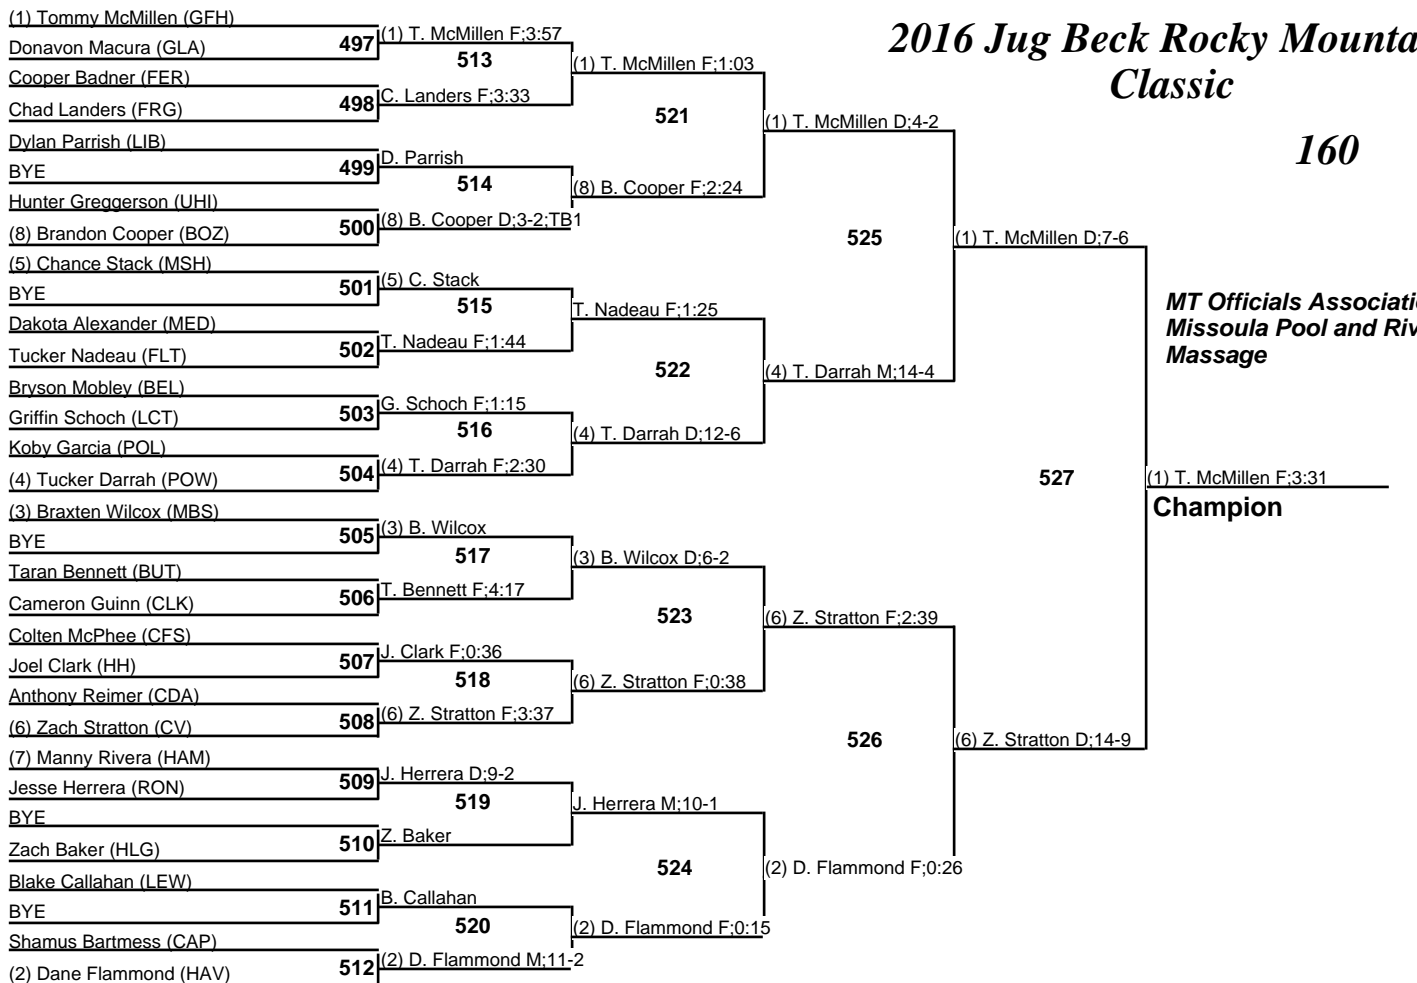 2016 Jug Beck Rocky Mounta
Classic
160
MT Officials Associati
Missoula Pool and Riv
Massage
(1) Tommy McMillen (GFH)
Donavon Macura (GLA)
497
Cooper Badner (FER)
Chad Landers (FRG)
498
Dylan Parrish (LIB)
BYE
499
Hunter Greggerson (UHI)
(8) Brandon Cooper (BOZ)
500
(5) Chance Stack (MSH)
BYE
501
Dakota Alexander (MED)
Tucker Nadeau (FLT)
502
Bryson Mobley (BEL)
Griffin Schoch (LCT)
503
Koby Garcia (POL)
(4) Tucker Darrah (POW)
504
(3) Braxten Wilcox (MBS)
BYE
505
Taran Bennett (BUT)
Cameron Guinn (CLK)
506
Colten McPhee (CFS)
Joel Clark (HH)
507
Anthony Reimer (CDA)
(6) Zach Stratton (CV)
508
(7) Manny Rivera (HAM)
Jesse Herrera (RON)
509
BYE
Zach Baker (HLG)
510
Blake Callahan (LEW)
BYE
511
Shamus Bartmess (CAP)
(2) Dane Flammond (HAV)
512
(1) T. McMillen F;3:57
513
C. Landers F;3:33
D. Parrish
514
(8) B. Cooper D;3-2;TB1
(5) C. Stack
515
T. Nadeau F;1:44
G. Schoch F;1:15
516
(4) T. Darrah F;2:30
(3) B. Wilcox
517
T. Bennett F;4:17
J. Clark F;0:36
518
(6) Z. Stratton F;3:37
J. Herrera D;9-2
519
Z. Baker
B. Callahan
520
(2) D. Flammond M;11-2
(1) T. McMillen F;1:03
521
(8) B. Cooper F;2:24
T. Nadeau F;1:25
522
(4) T. Darrah D;12-6
(3) B. Wilcox D;6-2
523
(6) Z. Stratton F;0:38
J. Herrera M;10-1
524
(2) D. Flammond F;0:15
(1) T. McMillen D;4-2
525
(4) T. Darrah M;14-4
(6) Z. Stratton F;2:39
526
(2) D. Flammond F;0:26
(1) T. McMillen D;7-6
527
(6) Z. Stratton D;14-9
(1) T. McMillen F;3:31
Champion